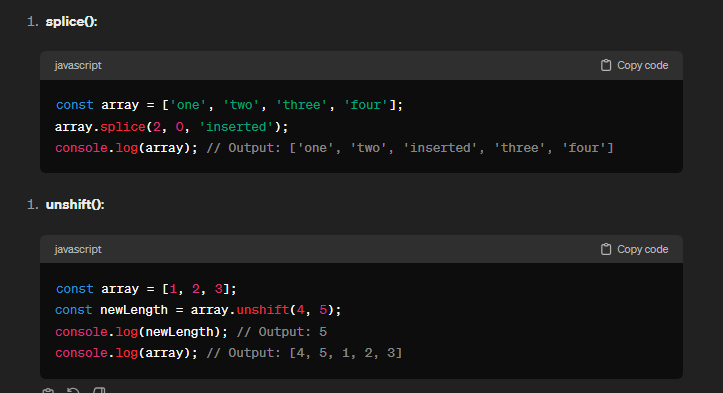 1. splice():
javascript
Copy code
const array = ['one', 'two', 'three', 'four'];
array.splice(2, 0, 'inserted');
console.log(array); // Output: ['one', 'two', 'inserted', 'three', 'four']
1. unshift():
javascript
Copy code
const array = [1, 2, 3];
const newLength = array.unshift(4, 5);
console.log(newLength); // Output: 5
console.log(array); // Output: [4, 5, 1, 2, 3]